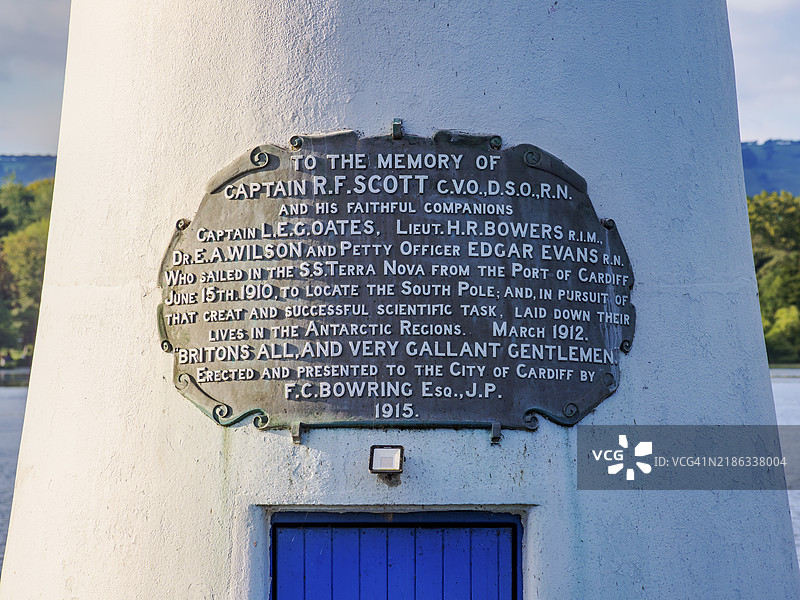 TO THE MEMORY OF
CAPTAIN R.F. SCOTT C.V.O., D.S.O., R.N.
AND HIS FAITHFUL COMPANIONS
CAPTAIN L.E.G. OATES, LIEUT. H.R. BOWERS R.I.M.,
DR. E.A. WILSON AND PETTY OFFICER EDGAR EVANS R.N.
WHO SAILED IN THE S.S. TERRA NOVA FROM THE PORT OF CARDIFF
JUNE 15TH. 1910, TO LOCATE THE SOUTH POLE; AND, IN PURSUIT OF
THAT GREAT AND SUCCESSFUL SCIENTIFIC TASK, LAID DOWN THEIR
LIVES IN THE ANTARCTIC REGIONS. MARCH 1912.
"BRITONS ALL, AND VERY GALLANT GENTLEMEN."
ERECTED AND PRESENTED TO THE CITY OF CARDIFF BY
F.C. BOWRING ESQ., J.P.
1915.
VCG
VCG.COM
VCG41N2186338004